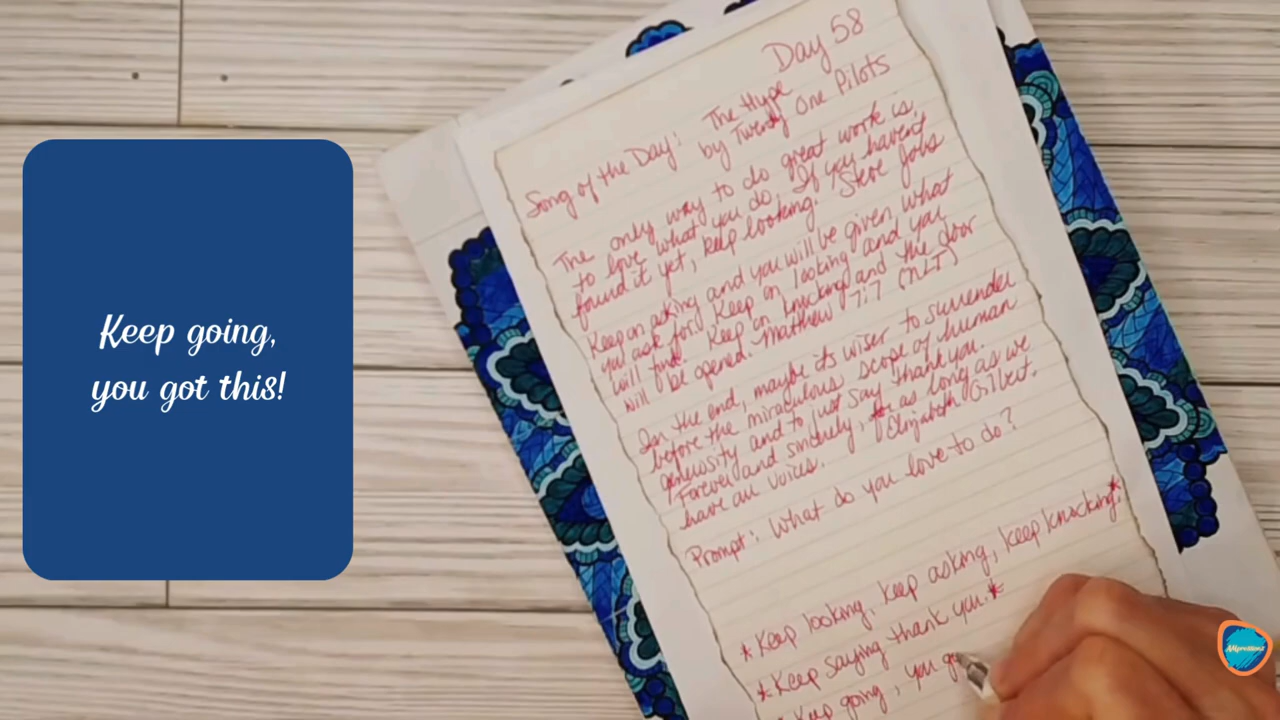 Keep going,
you got this!
Day 58
Song of the Day: The Hype
by Twenty One Pilots
The only way to do great work is
to love what you do. If you haven't
found it yet, keep looking. Steve Jobs
Keep on asking and you will be given what
you ask for. Keep on looking and you
will find. Keep on knocking and the door
will be opened. Matthew 7:7 (NLT)
In the end, maybe it's wiser to surrender
before the miraculous scope of human
generosity and to just say thank you.
Forever and sincerely, as long as we
have all voices. Elizabeth Gilbert.
Prompt: What do you love to do?
*Keep looking, keep asking, keep knocking.*
*Keep saying thank you.*
* Keep going, you go